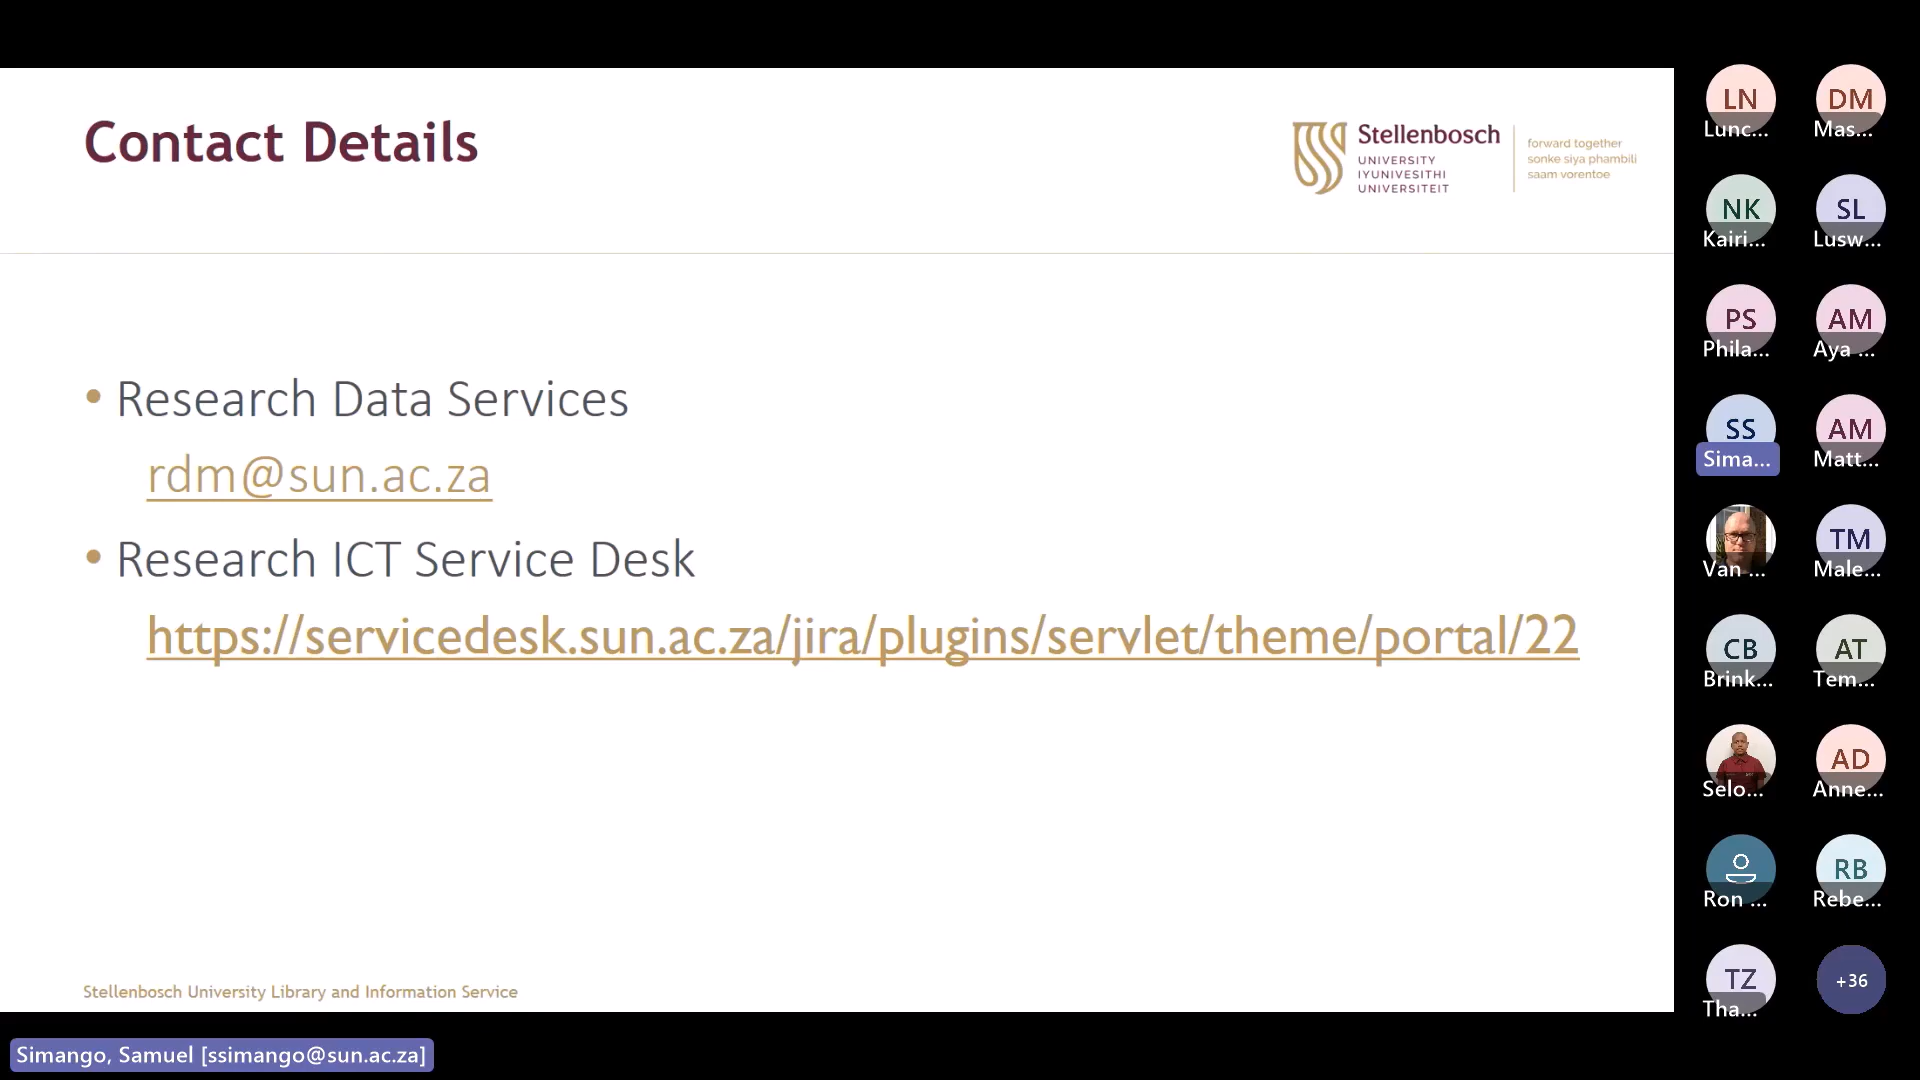 Contact Details
Stellenbosch
UNIVERSITY
IYUNIVESITHI
UNIVERSITEIT
forward together
sonke siya phambili
saam vorentoe
• Research Data Services
rdm@sun.ac.za
• Research ICT Service Desk
https://servicedesk.sun.ac.za/jira/plugins/servlet/theme/portal/22
Stellenbosch University Library and Information Service
LN DM
Lunc... Mas...
NK SL
Kairi... Lusw...
PS AM
Phila... Aya ...
SS AM
Sima... Matt...
TM
Van ... Male...
CB AT
Brink... Tem...
AD
Selo... Anne...
RB
Ron ... Rebe...
TZ +36
Tha...
Simango, Samuel [ssimango@sun.ac.za]